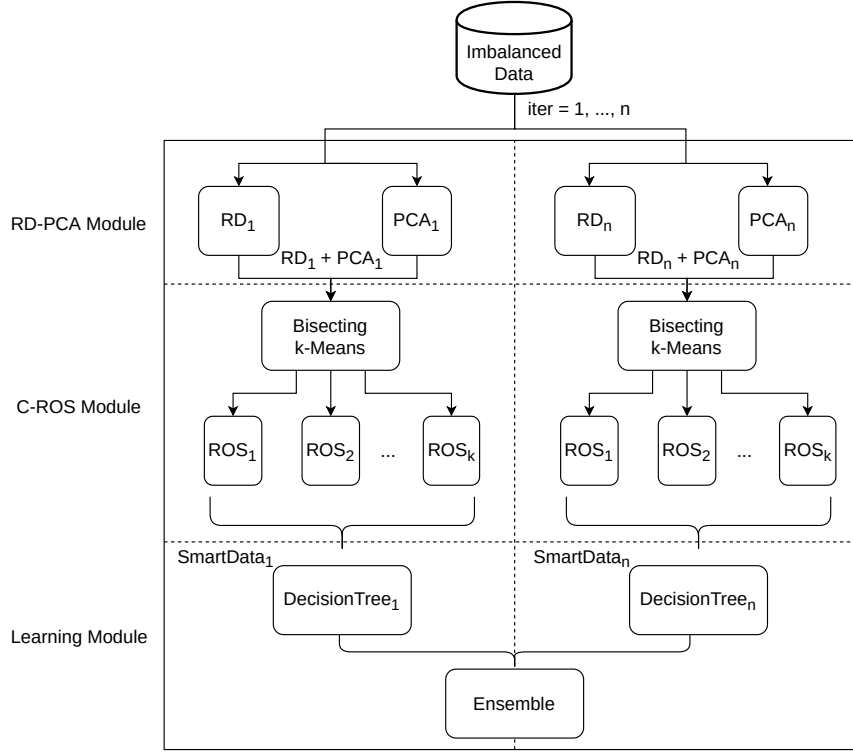 Imbalanced
Data
iter = 1, ..., n
RD-PCA Module
RD₁
PCA₁
RDₙ
PCAₙ
RD₁ + PCA₁
RDₙ + PCAₙ
Bisecting
k-Means
Bisecting
k-Means
C-ROS Module
ROS₁
ROS₂
...
ROSₖ
ROS₁
ROS₂
...
ROSₖ
SmartData₁
SmartDataₙ
DecisionTree₁
DecisionTreeₙ
Learning Module
Ensemble